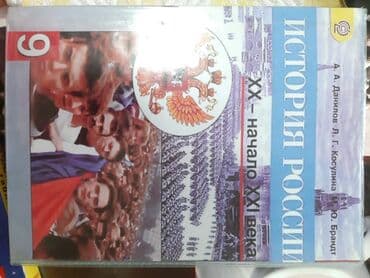 А. А. Данилов Л. Г. Косулина М. Ю. Брандт
ИСТОРИЯ РОССИИ
XX – начало XXI века
9